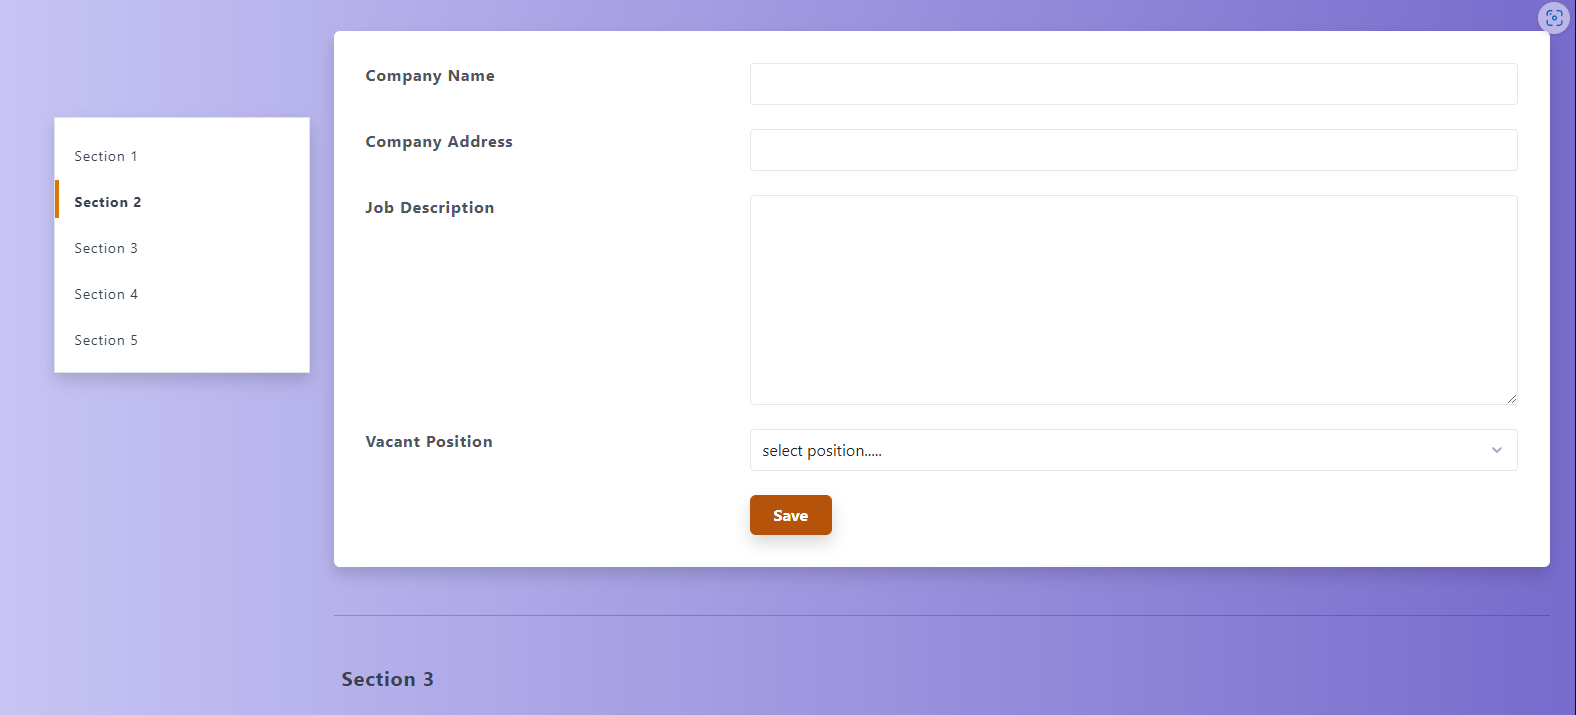 Section 1
Section 2
Section 3
Section 4
Section 5
Company Name
Company Address
Job Description
Vacant Position
select position.....
Save
Section 3